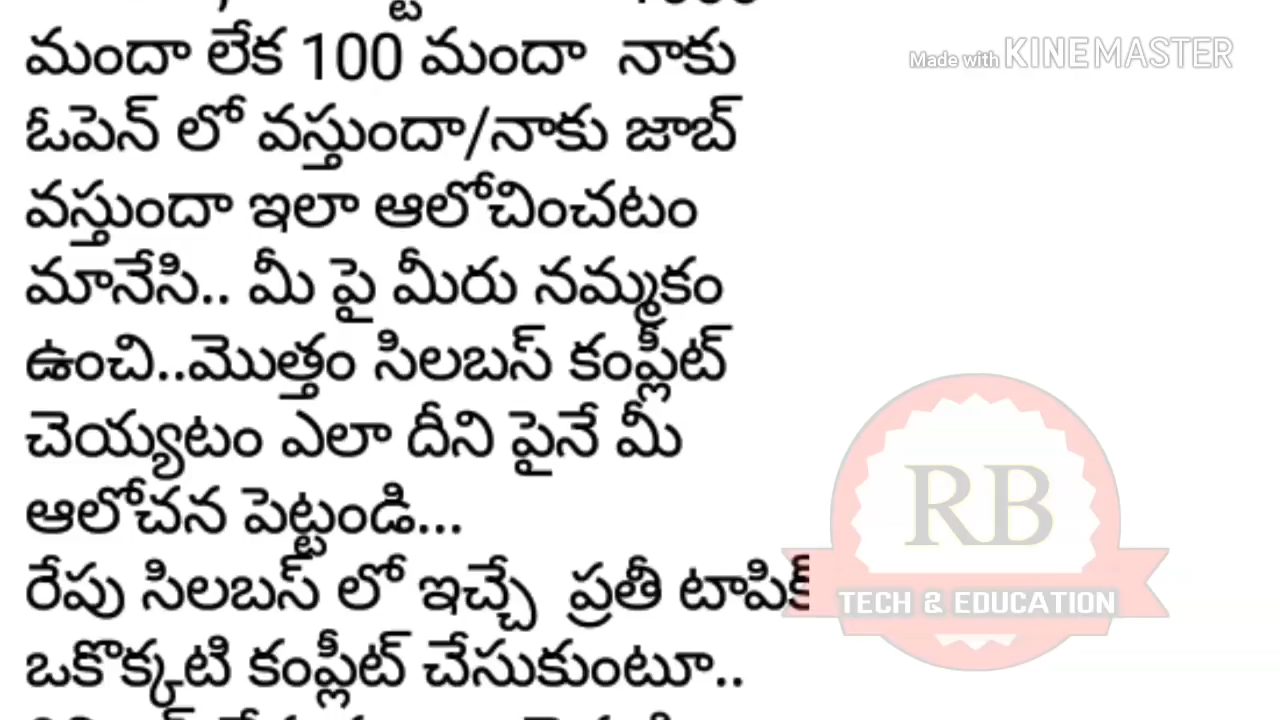 మందా లేక 100 మందా నాకు
ఓపెన్ లో వస్తుందా/నాకు జాబ్
వస్తుందా ఇలా ఆలోచించటం
మానేసి.. మీ పై మీరు నమ్మకం
ఉంచి..మొత్తం సిలబస్ కంప్లీట్
చెయ్యటం ఎలా దీని పైనే మీ
ఆలోచన పెట్టండి...
రేపు సిలబస్ లో ఇచ్చే ప్రతీ టాపిక్
ఒకొక్కటి కంప్లీట్ చేసుకుంటూ..
Made with KINEMASTER
RB
TECH & EDUCATION